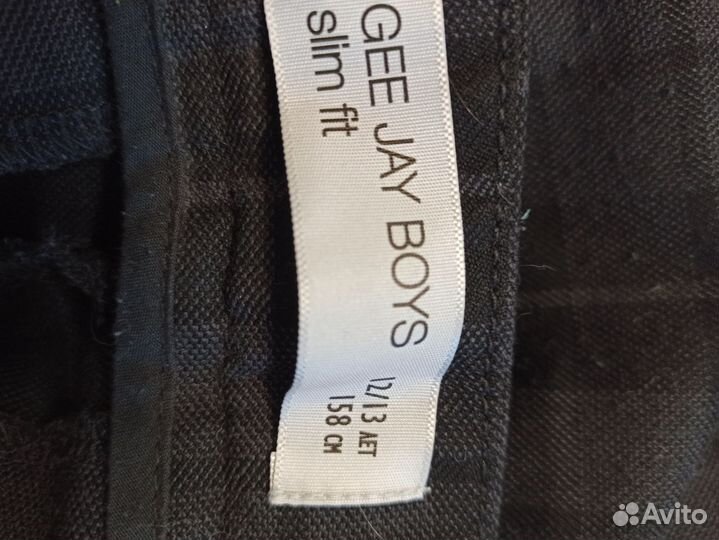 GEE JAY BOYS
slim fit
12/13 ЛЕТ
158 СМ
Avito